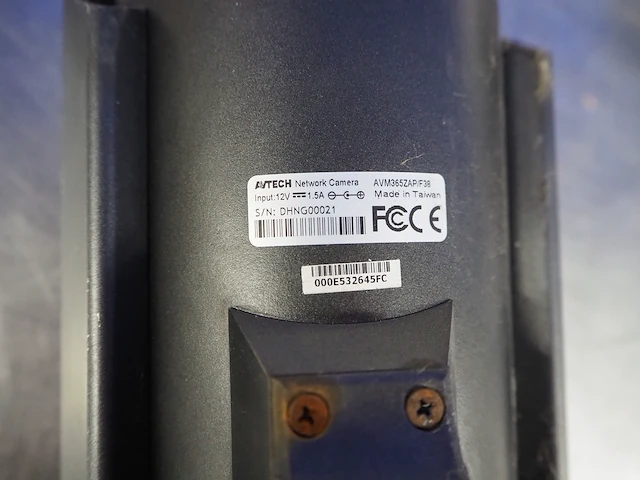 AVTECH Network Camera AVM365ZAP/F38
Input:12V 1.5A Made in Taiwan
S/N: DHNG00021 FC CE
000E532645FC